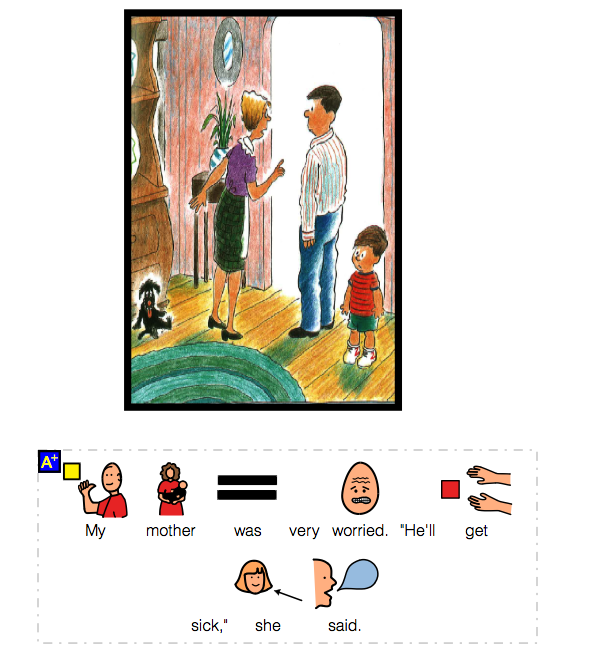 A+
My mother was very worried. "He'll get
sick," she said.